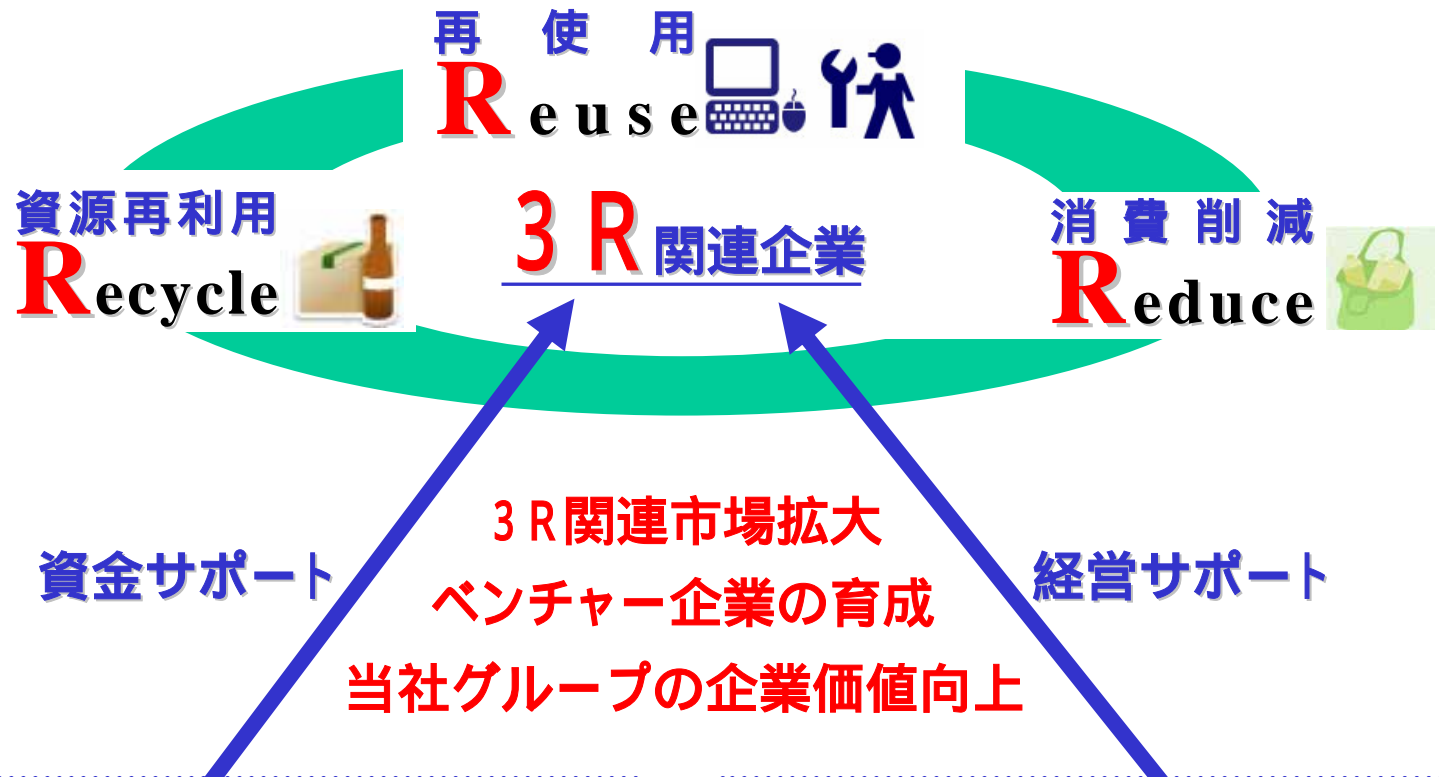 再使用
Reuse
資源再利用
Recycle
3R関連企業
消費削減
Reduce
3R関連市場拡大
資金サポート
経営サポート
ベンチャー企業の育成
当社グループの企業価値向上